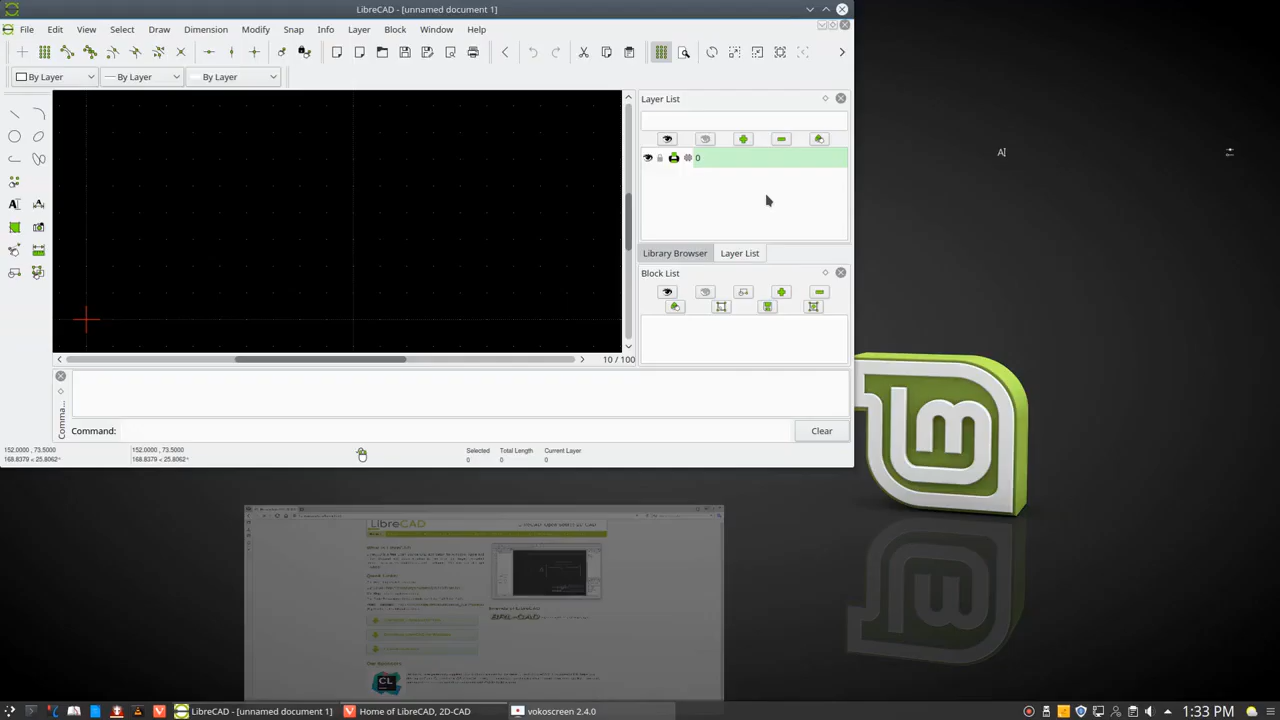 LibreCAD - [unnamed document 1]
File Edit View Select Draw Dimension Modify Snap Info Layer Block Window Help
By Layer By Layer By Layer
Layer List
0
Library Browser Layer List
Block List
10 / 100
Comma...
Command:
Clear
152.0000 , 73.5000
168.8379 < 25.8062°
152.0000 , 73.5000
168.8379 < 25.8062°
Selected
0
Total Length
0
Current Layer
0
LibreCAD
Home of LibreCAD, 2D-CAD
LibreCAD - [unnamed document 1]
vokoscreen 2.4.0
1:33 PM